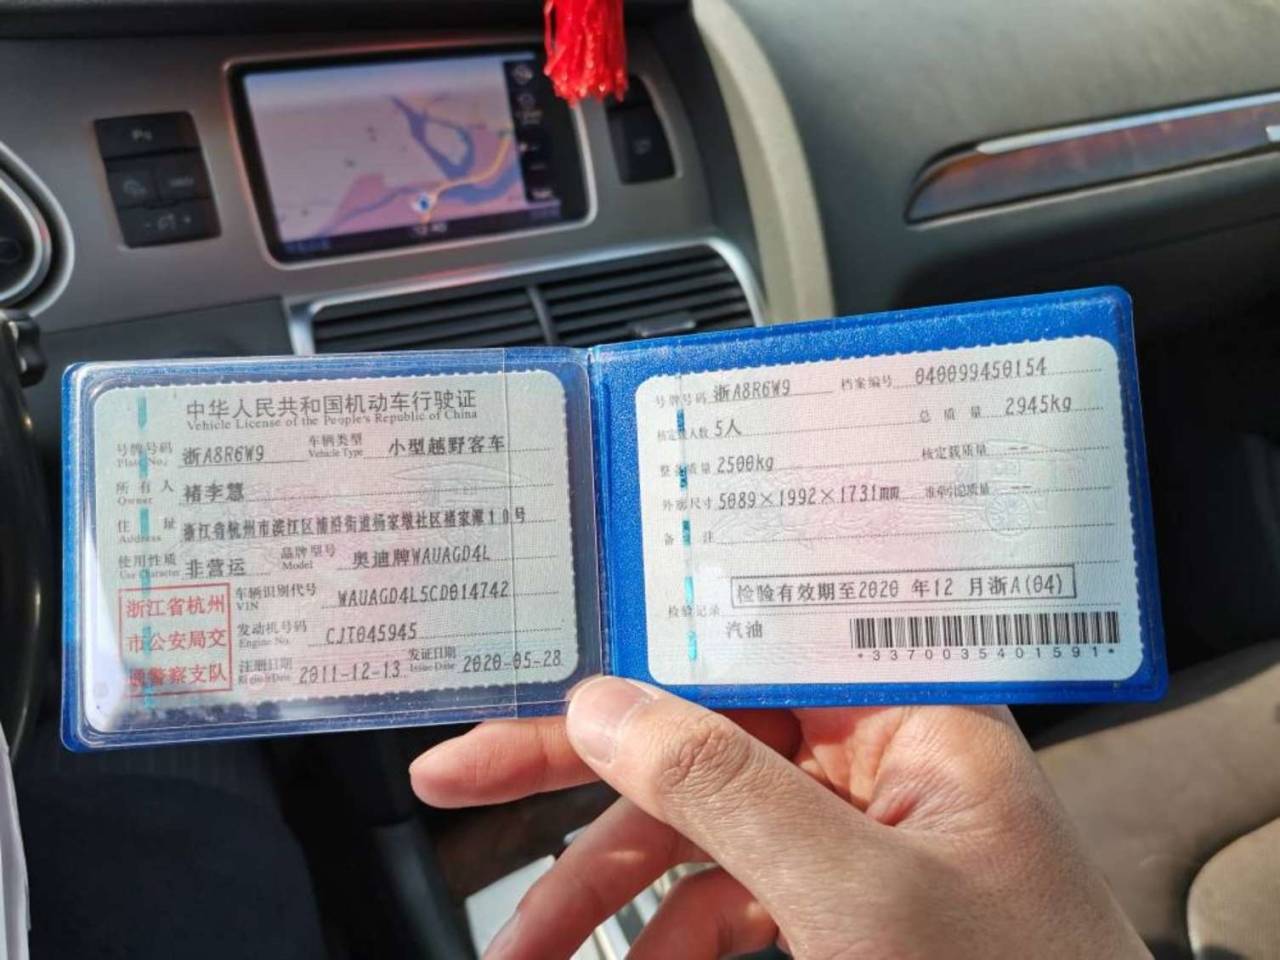 中华人民共和国机动车行驶证
Vehicle License of the People's Republic of China
号牌号码 浙A8R6W9 车辆类型 小型越野客车
Plate No. Vehicle Type
所有人 褚李慧
Owner
住址 浙江省杭州市滨江区浦沿街道杨家墩社区杨家潭10号
Address
使用性质 非营运 品牌型号 奥迪牌WAUAGD4L
Use Character Model
浙江省杭州
市公安局交
警察支队
车辆识别代号 WAUAGD4L5CD014742
VIN
发动机号码 CJT045945
Engine No.
注册日期 2011-12-13 发证日期 2020-05-28
Register Date Issue Date
号牌号码 浙A8R6W9 档案编号 040099450154
核定载人数 5人 总质量 2945kg
整备质量 2500kg 核定载质量 --
外廓尺寸 5089×1992×1731mm 准牵引总质量 --
备注
检验有效期至2020 年12 月浙A(04)
检验记录
汽油
*3370035401591*